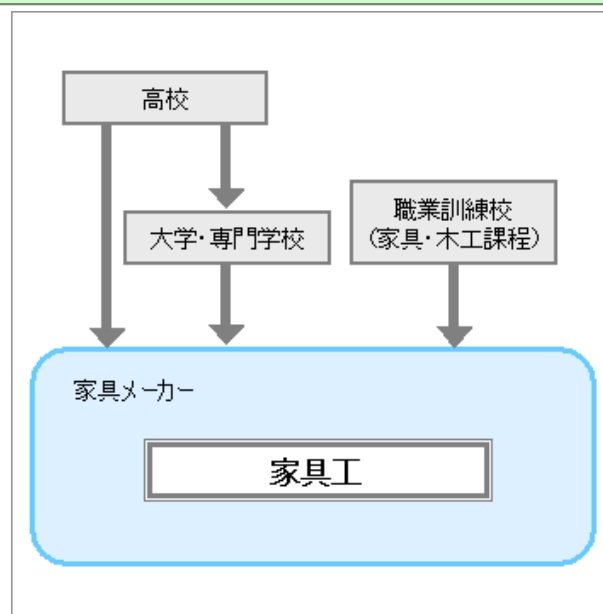 高校
大学・専門学校
職業訓練校
(家具・木工課程)
家具メーカー
家具工